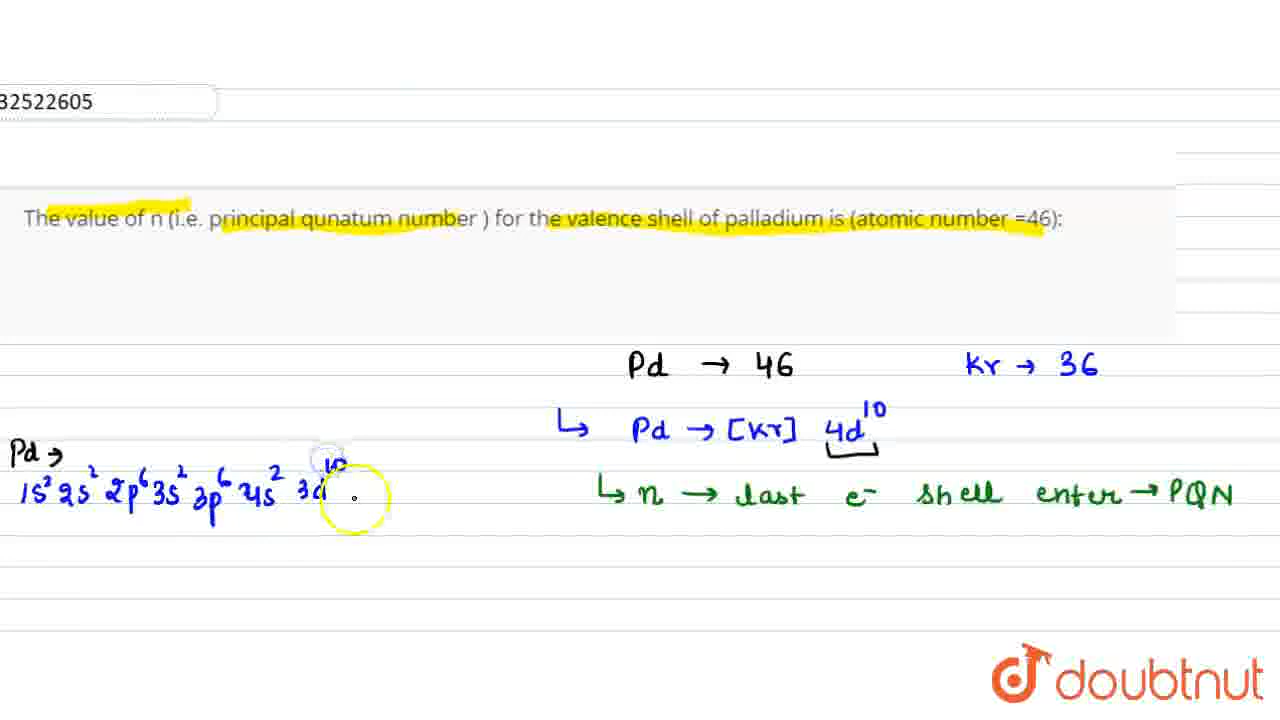 32522605
The value of n (i.e. principal qunatum number ) for the valence shell of palladium is (atomic number =46):
Pd → 46 Kr → 36
↳ Pd → [Kr] 4d¹⁰
Pd →
1s² 2s² 2p⁶ 3s² 3p⁶ 4s² 3d¹⁰
↳ n → last e⁻ shell enter → PQN
doubtnut